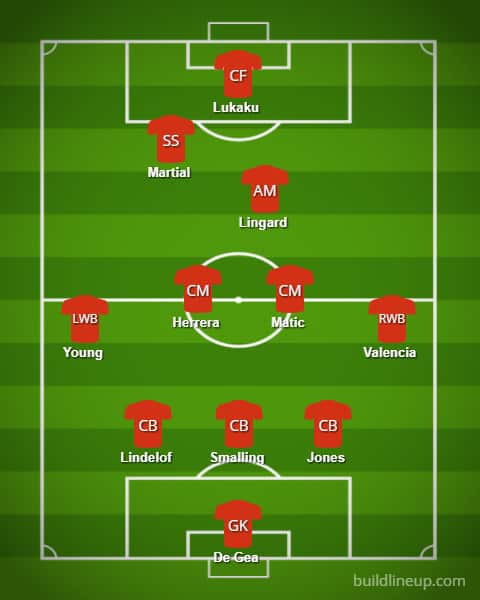 CF
Lukaku
SS
Martial
AM
Lingard
CM
Herrera
CM
Matic
LWB
Young
RWB
Valencia
CB
Lindelof
CB
Smalling
CB
Jones
GK
De Gea
buildlineup.com